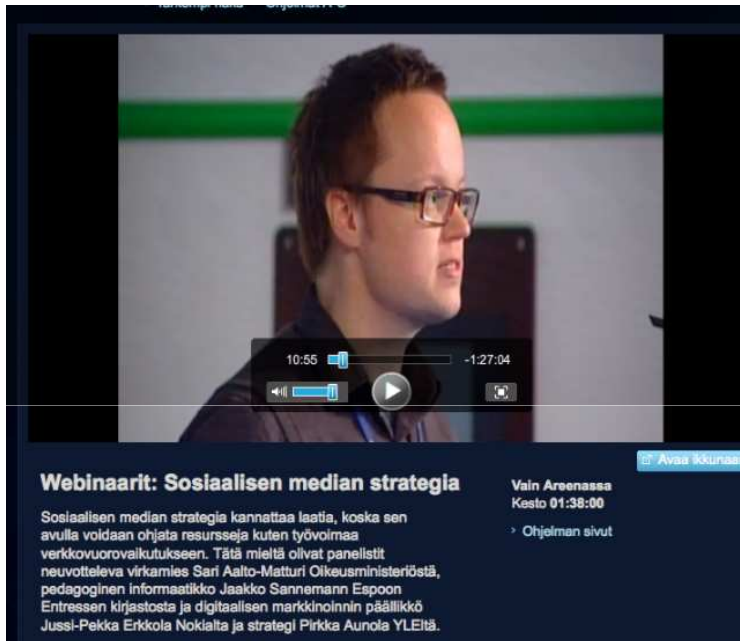 Tarkempi haku Ohjelmat A-Ö
10:55 -1:27:04
Avaa ikkunaan
Webinaarit: Sosiaalisen median strategia
Sosiaalisen median strategia kannattaa laatia, koska sen
avulla voidaan ohjata resursseja kuten työvoimaa
verkkovuorovaikutukseen. Tätä mieltä olivat panelistit
neuvotteleva virkamies Sari Aalto-Matturi Oikeusministeriöstä,
pedagoginen informaatikko Jaakko Sannemann Espoon
Entressen kirjastosta ja digitaalisen markkinoinnin päällikkö
Jussi-Pekka Erkkola Nokialta ja strategi Pirkka Aunola YLEltä.
Vain Areenassa
Kesto 01:38:00
Ohjelman sivut